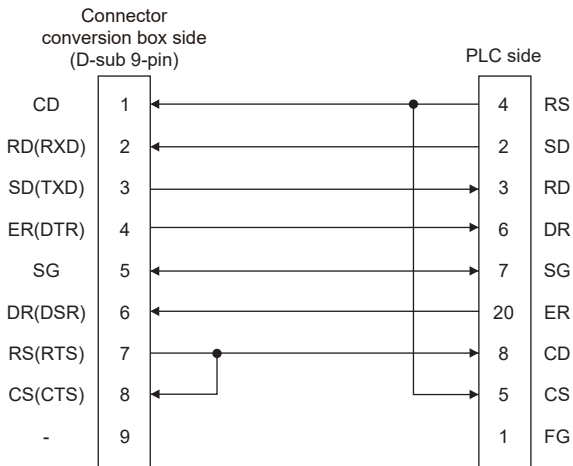 Connector
conversion box side
(D-sub 9-pin)
PLC side
CD 1 4 RS
RD(RXD) 2 2 SD
SD(TXD) 3 3 RD
ER(DTR) 4 6 DR
SG 5 7 SG
DR(DSR) 6 20 ER
RS(RTS) 7 8 CD
CS(CTS) 8 5 CS
- 9 1 FG